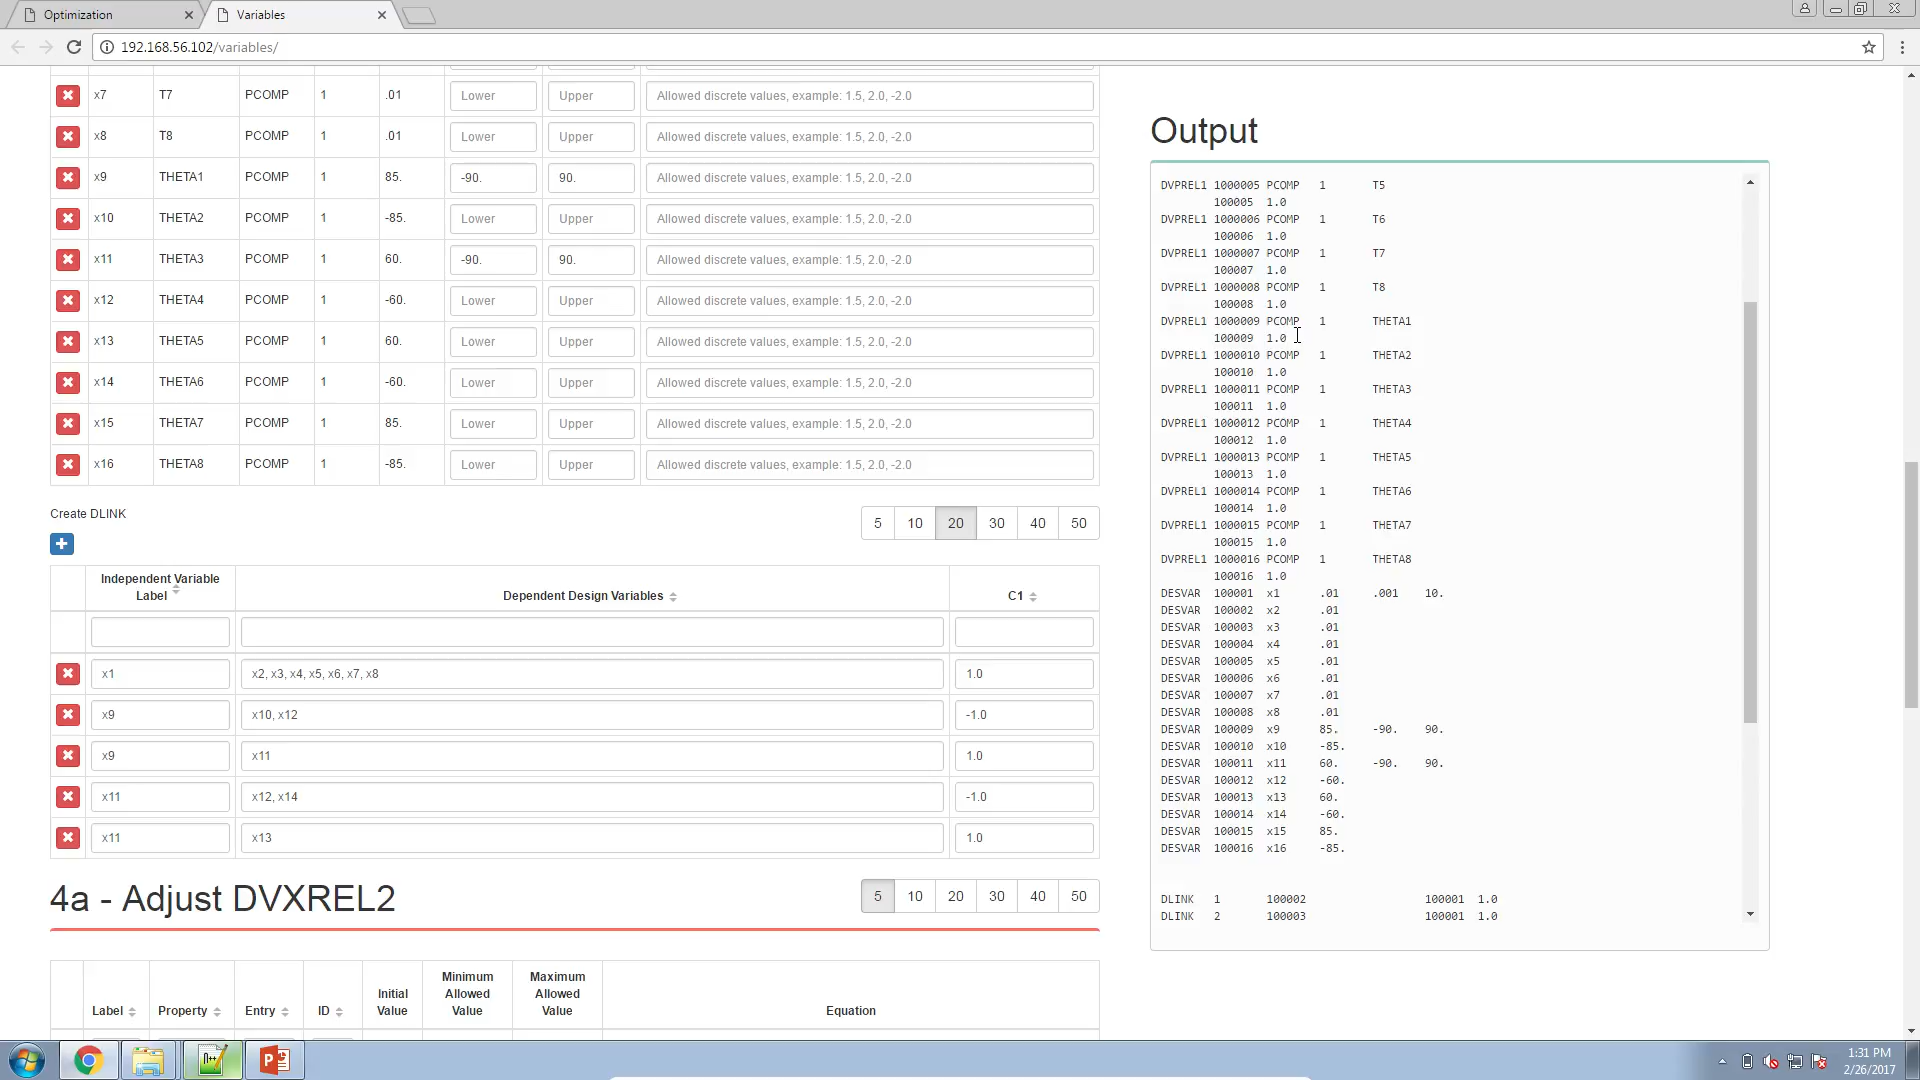 Optimization
Variables
192.168.56.102/variables/
x7 T7 PCOMP 1 .01 Lower Upper Allowed discrete values, example: 1.5, 2.0, -2.0
x8 T8 PCOMP 1 .01 Lower Upper Allowed discrete values, example: 1.5, 2.0, -2.0
x9 THETA1 PCOMP 1 85. -90. 90. Allowed discrete values, example: 1.5, 2.0, -2.0
x10 THETA2 PCOMP 1 -85. Lower Upper Allowed discrete values, example: 1.5, 2.0, -2.0
x11 THETA3 PCOMP 1 60. -90. 90. Allowed discrete values, example: 1.5, 2.0, -2.0
x12 THETA4 PCOMP 1 -60. Lower Upper Allowed discrete values, example: 1.5, 2.0, -2.0
x13 THETA5 PCOMP 1 60. Lower Upper Allowed discrete values, example: 1.5, 2.0, -2.0
x14 THETA6 PCOMP 1 -60. Lower Upper Allowed discrete values, example: 1.5, 2.0, -2.0
x15 THETA7 PCOMP 1 85. Lower Upper Allowed discrete values, example: 1.5, 2.0, -2.0
x16 THETA8 PCOMP 1 -85. Lower Upper Allowed discrete values, example: 1.5, 2.0, -2.0
Create DLINK
5 10 20 30 40 50
Independent Variable
Label
Dependent Design Variables
C1
x1 x2, x3, x4, x5, x6, x7, x8 1.0
x9 x10, x12 -1.0
x9 x11 1.0
x11 x12, x14 -1.0
x11 x13 1.0
4a - Adjust DVXREL2
5 10 20 30 40 50
Label Property Entry ID
Initial
Value
Minimum
Allowed
Value
Maximum
Allowed
Value
Equation
Output
DVPREL1 1000005 PCOMP 1 T5
100005 1.0
DVPREL1 1000006 PCOMP 1 T6
100006 1.0
DVPREL1 1000007 PCOMP 1 T7
100007 1.0
DVPREL1 1000008 PCOMP 1 T8
100008 1.0
DVPREL1 1000009 PCOMP 1 THETA1
100009 1.0
DVPREL1 1000010 PCOMP 1 THETA2
100010 1.0
DVPREL1 1000011 PCOMP 1 THETA3
100011 1.0
DVPREL1 1000012 PCOMP 1 THETA4
100012 1.0
DVPREL1 1000013 PCOMP 1 THETA5
100013 1.0
DVPREL1 1000014 PCOMP 1 THETA6
100014 1.0
DVPREL1 1000015 PCOMP 1 THETA7
100015 1.0
DVPREL1 1000016 PCOMP 1 THETA8
100016 1.0
DESVAR 100001 x1 .01 .001 10.
DESVAR 100002 x2 .01
DESVAR 100003 x3 .01
DESVAR 100004 x4 .01
DESVAR 100005 x5 .01
DESVAR 100006 x6 .01
DESVAR 100007 x7 .01
DESVAR 100008 x8 .01
DESVAR 100009 x9 85. -90. 90.
DESVAR 100010 x10 -85.
DESVAR 100011 x11 60. -90. 90.
DESVAR 100012 x12 -60.
DESVAR 100013 x13 60.
DESVAR 100014 x14 -60.
DESVAR 100015 x15 85.
DESVAR 100016 x16 -85.
DLINK 1 100002 100001 1.0
DLINK 2 100003 100001 1.0
1:31 PM
2/26/2017